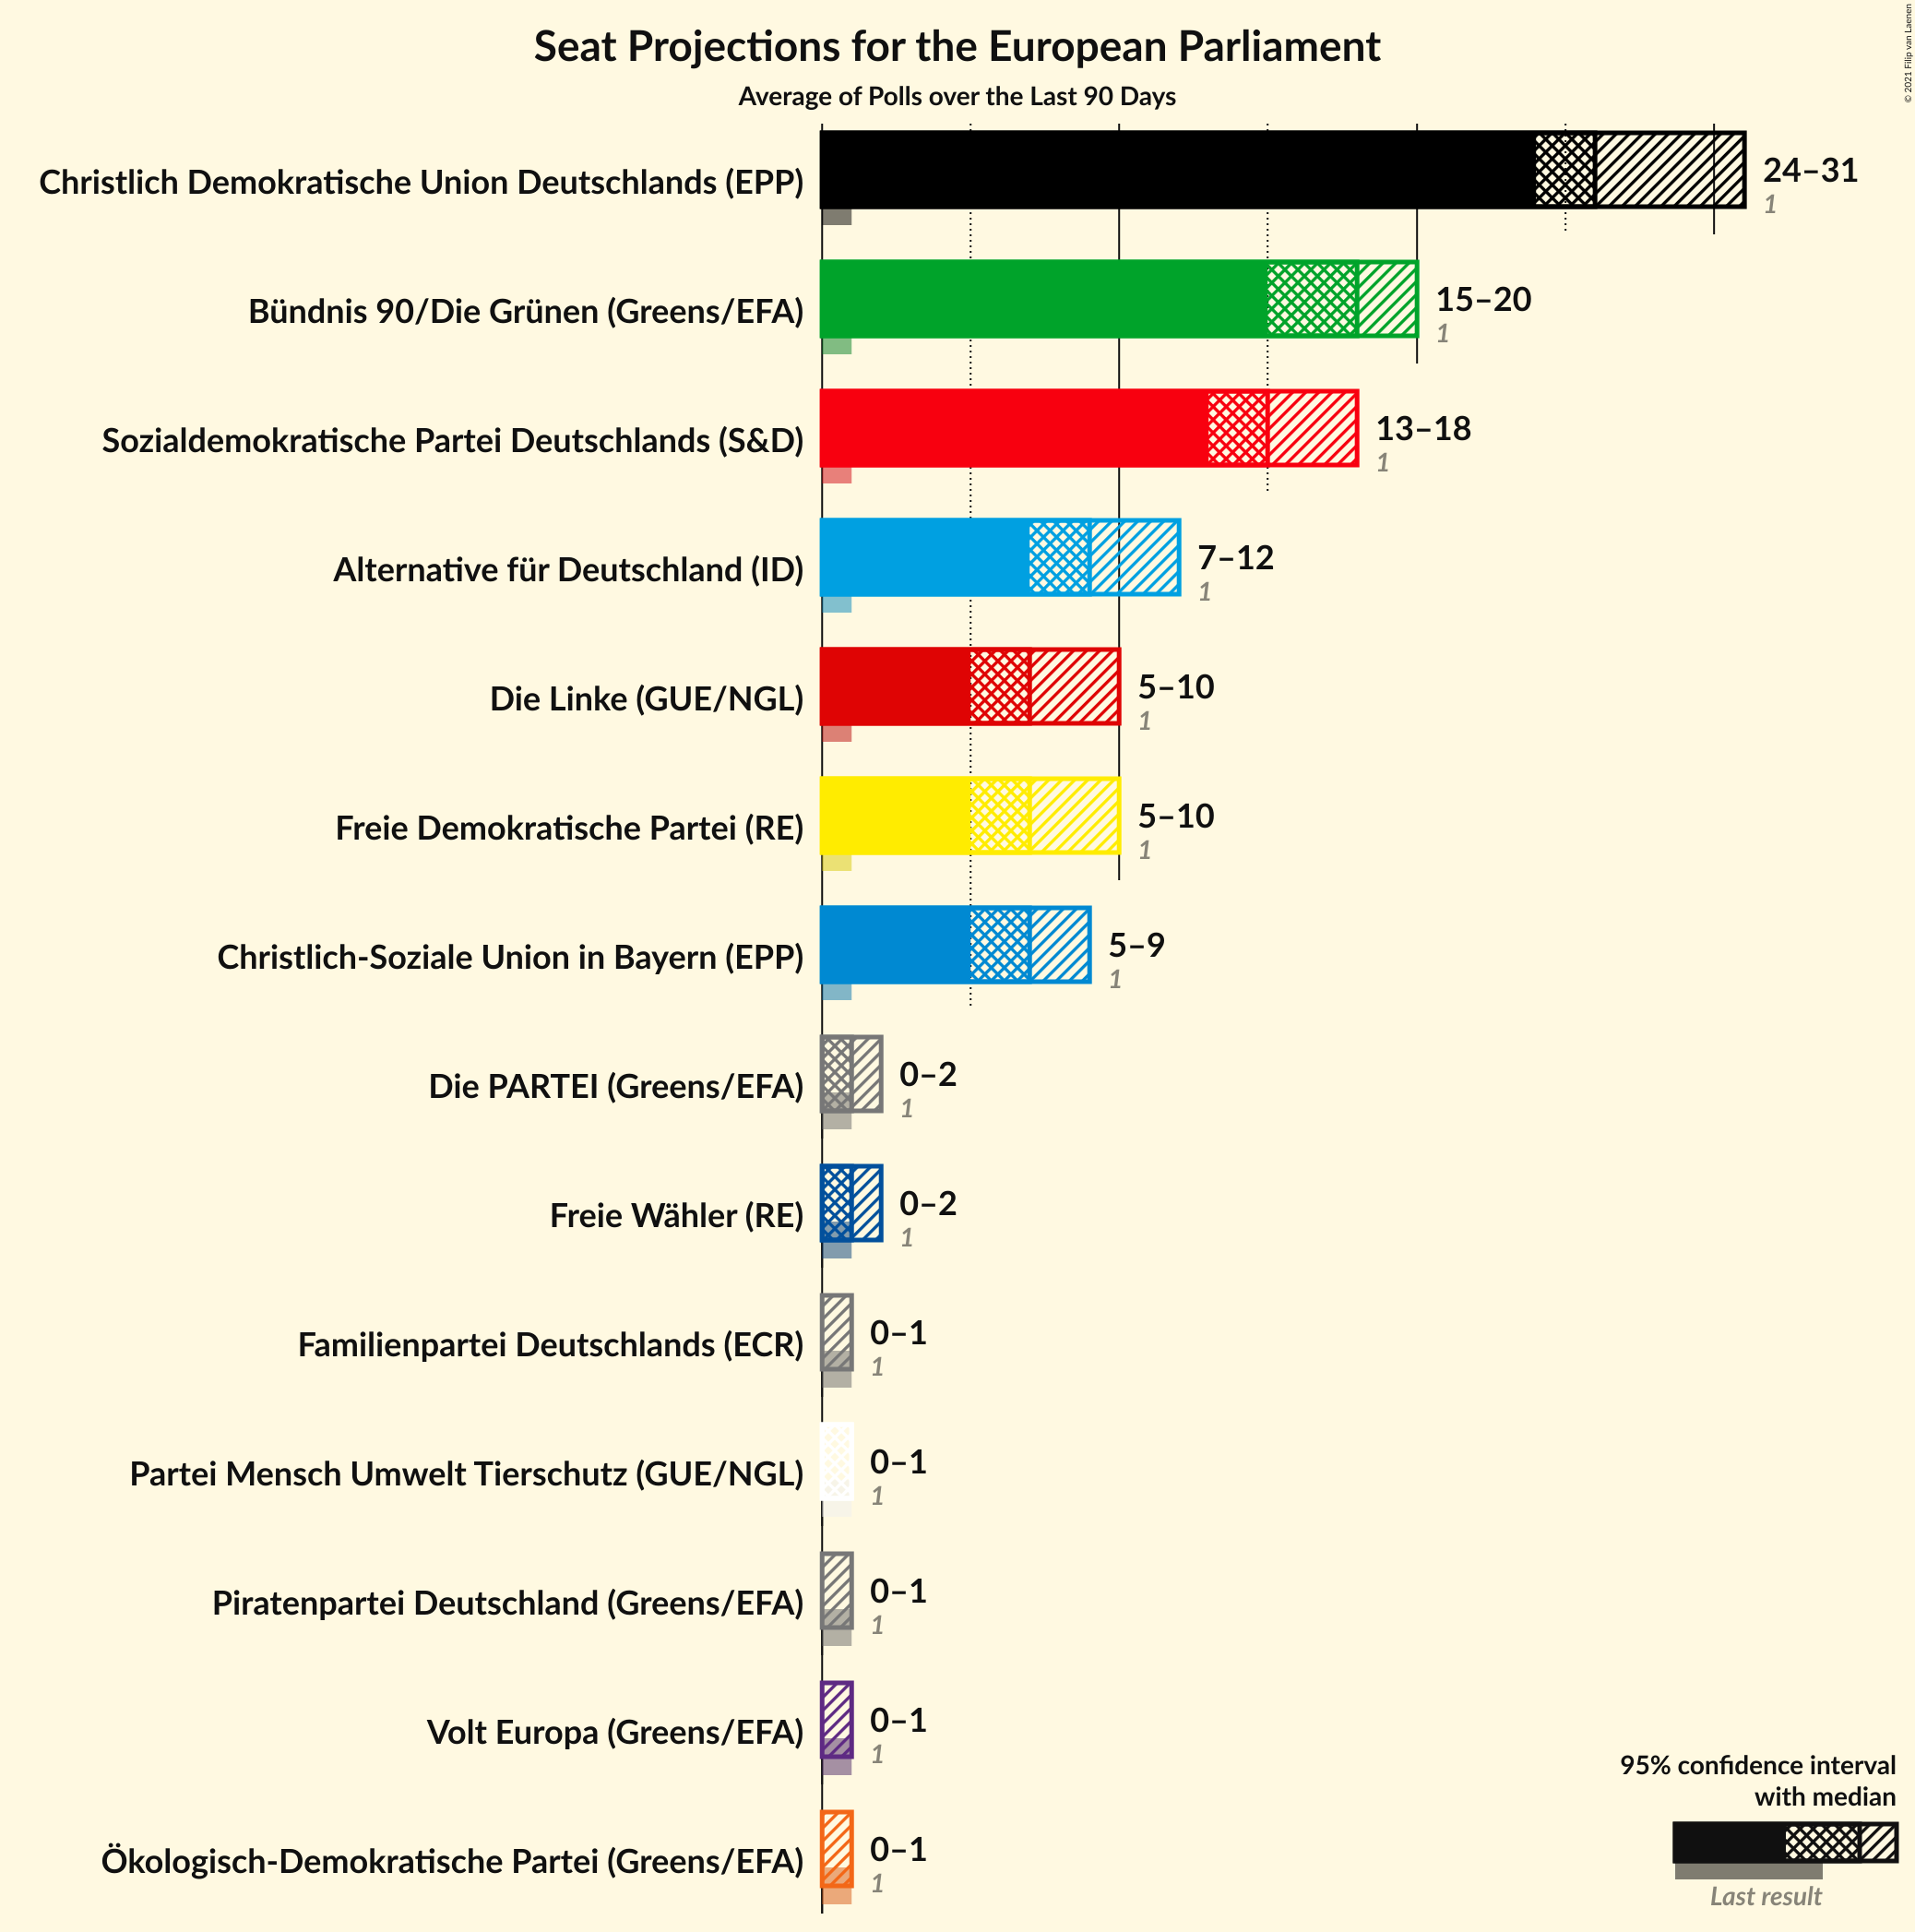 Seat Projections for the European Parliament
Average of Polls over the Last 90 Days
© 2021 Filip van Laenen
Christlich Demokratische Union Deutschlands (EPP)
24–31
1
Bündnis 90/Die Grünen (Greens/EFA)
15–20
1
Sozialdemokratische Partei Deutschlands (S&D)
13–18
1
Alternative für Deutschland (ID)
7–12
1
Die Linke (GUE/NGL)
5–10
1
Freie Demokratische Partei (RE)
5–10
1
Christlich-Soziale Union in Bayern (EPP)
5–9
1
Die PARTEI (Greens/EFA)
0–2
1
Freie Wähler (RE)
0–2
1
Familienpartei Deutschlands (ECR)
0–1
1
Partei Mensch Umwelt Tierschutz (GUE/NGL)
0–1
1
Piratenpartei Deutschland (Greens/EFA)
0–1
1
Volt Europa (Greens/EFA)
0–1
1
Ökologisch-Demokratische Partei (Greens/EFA)
0–1
1
95% confidence interval
with median
Last result